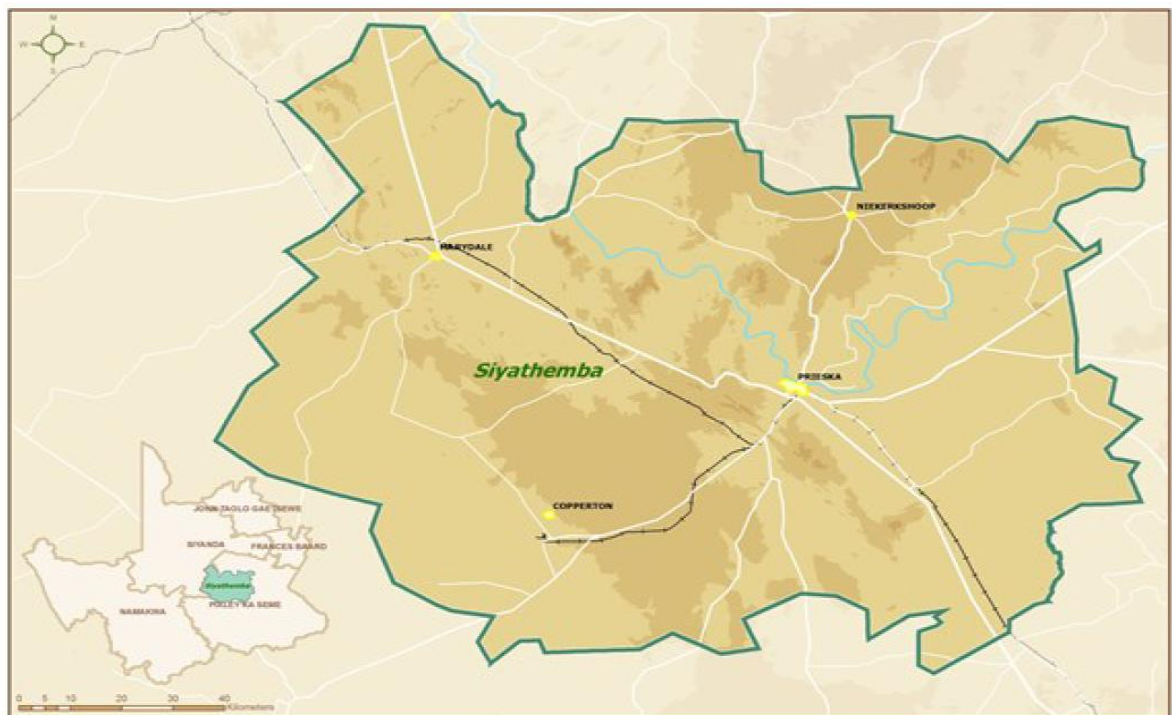 N
W E
S
NIEKERKSHOOP
MARYDALE
Siyathemba
PRIESKA
COPPERTON
JOHN TAOLO GAETSEWE
SIYANDA
FRANCES BAARD
Siyathemba
NAMAKWA
PIXLEY KA SEME
0 5 10 20 30 40
Kilometers